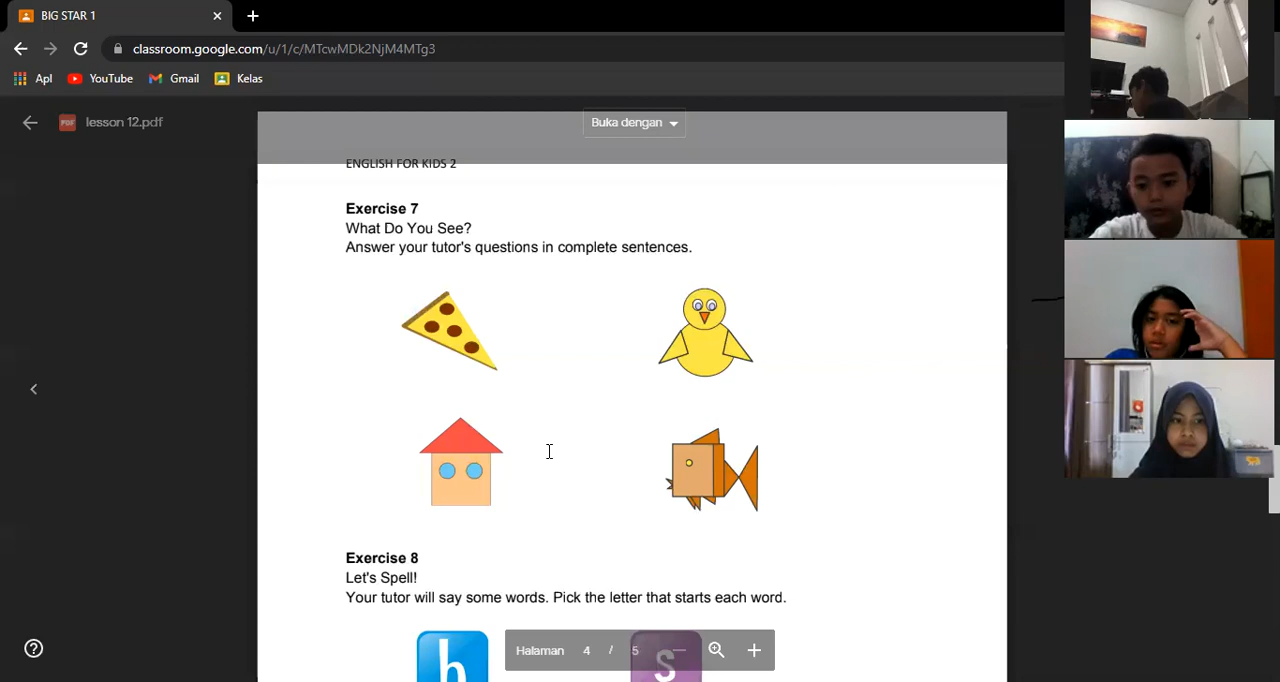 BIG STAR 1
classroom.google.com/u/1/c/MTcwMDk2NjM4MTg3
Apl YouTube Gmail Kelas
lesson 12.pdf
Buka dengan
ENGLISH FOR KIDS 2
Exercise 7
What Do You See?
Answer your tutor's questions in complete sentences.
Exercise 8
Let's Spell!
Your tutor will say some words. Pick the letter that starts each word.
b s
Halaman 4 / 5